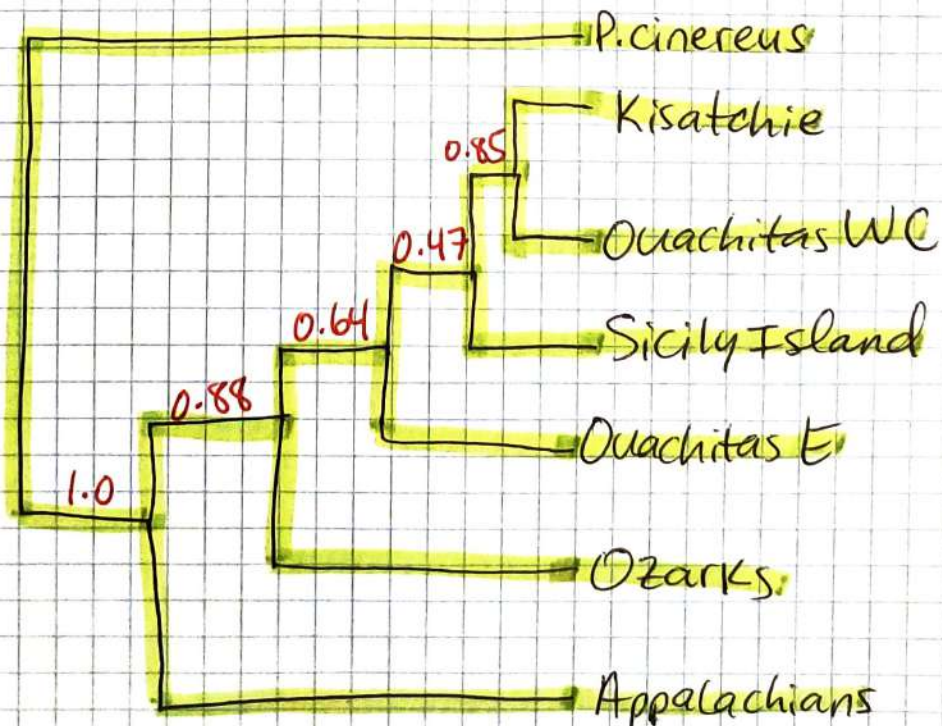 P.cinereus
Kisatchie
0.85
Ouachitas WC
0.47
0.64
Sicily Island
0.88
Ouachitas E
1.0
Ozarks
Appalachians